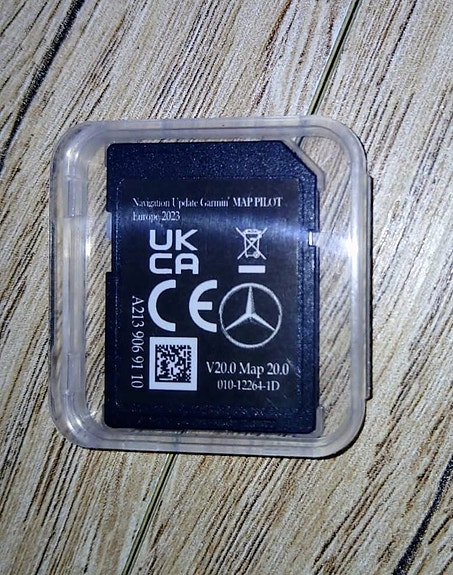 Navigation Update Garmin® MAP PILOT
Europe 2023
UK
CA
CE
A213 906 91 10
V20.0 Map 20.0
010-12264-1D